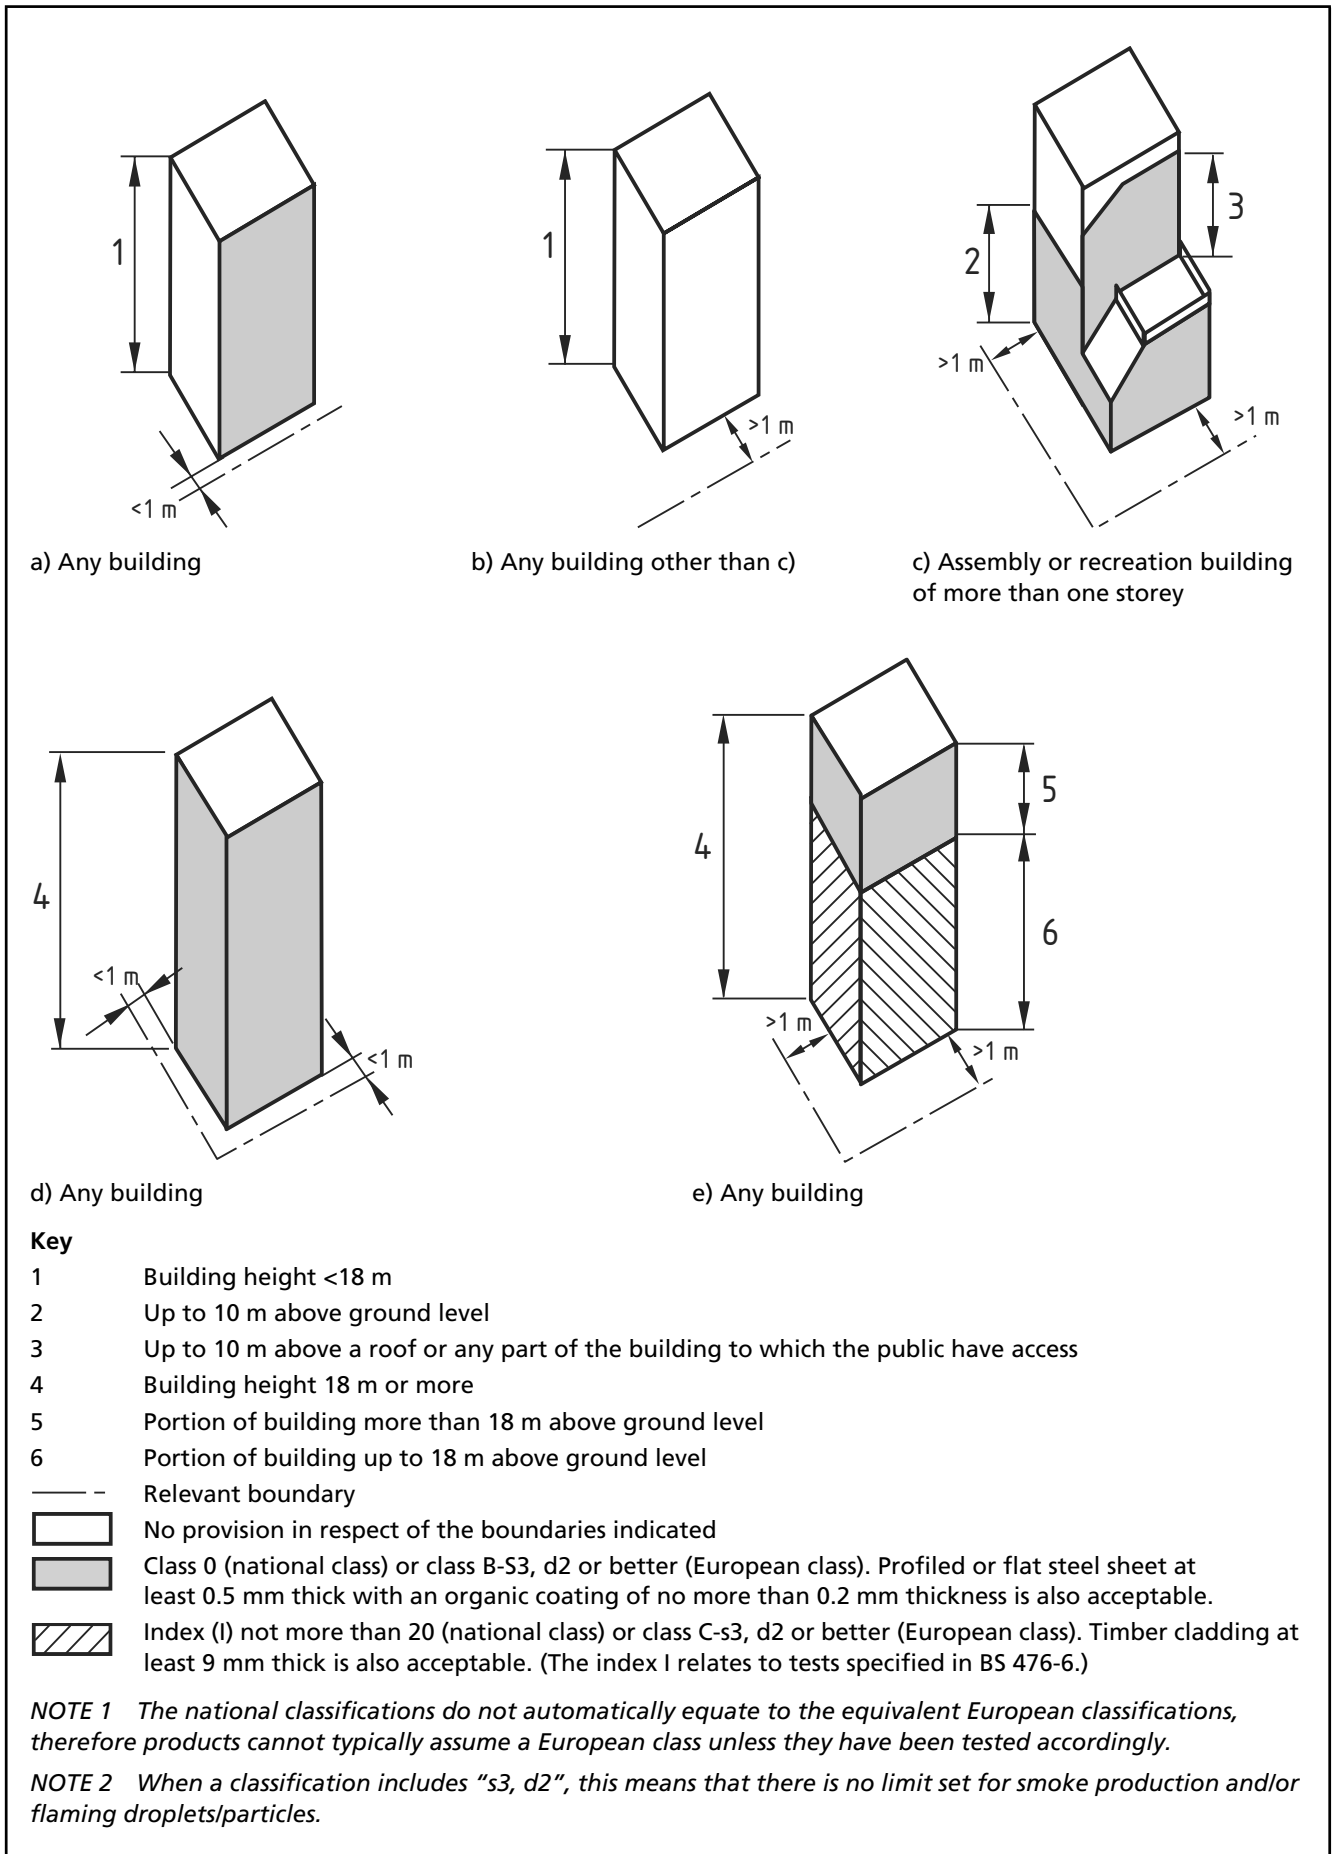 1
<1 m
a) Any building
1
>1 m
b) Any building other than c)
2
3
>1 m
>1 m
c) Assembly or recreation building
of more than one storey
4
<1 m
<1 m
d) Any building
4
5
6
>1 m
>1 m
e) Any building
Key
1 Building height <18 m
2 Up to 10 m above ground level
3 Up to 10 m above a roof or any part of the building to which the public have access
4 Building height 18 m or more
5 Portion of building more than 18 m above ground level
6 Portion of building up to 18 m above ground level
Relevant boundary
No provision in respect of the boundaries indicated
Class 0 (national class) or class B-S3, d2 or better (European class). Profiled or flat steel sheet at
least 0.5 mm thick with an organic coating of no more than 0.2 mm thickness is also acceptable.
Index (I) not more than 20 (national class) or class C-s3, d2 or better (European class). Timber cladding at
least 9 mm thick is also acceptable. (The index I relates to tests specified in BS 476-6.)
NOTE 1 The national classifications do not automatically equate to the equivalent European classifications,
therefore products cannot typically assume a European class unless they have been tested accordingly.
NOTE 2 When a classification includes “s3, d2”, this means that there is no limit set for smoke production and/or
flaming droplets/particles.